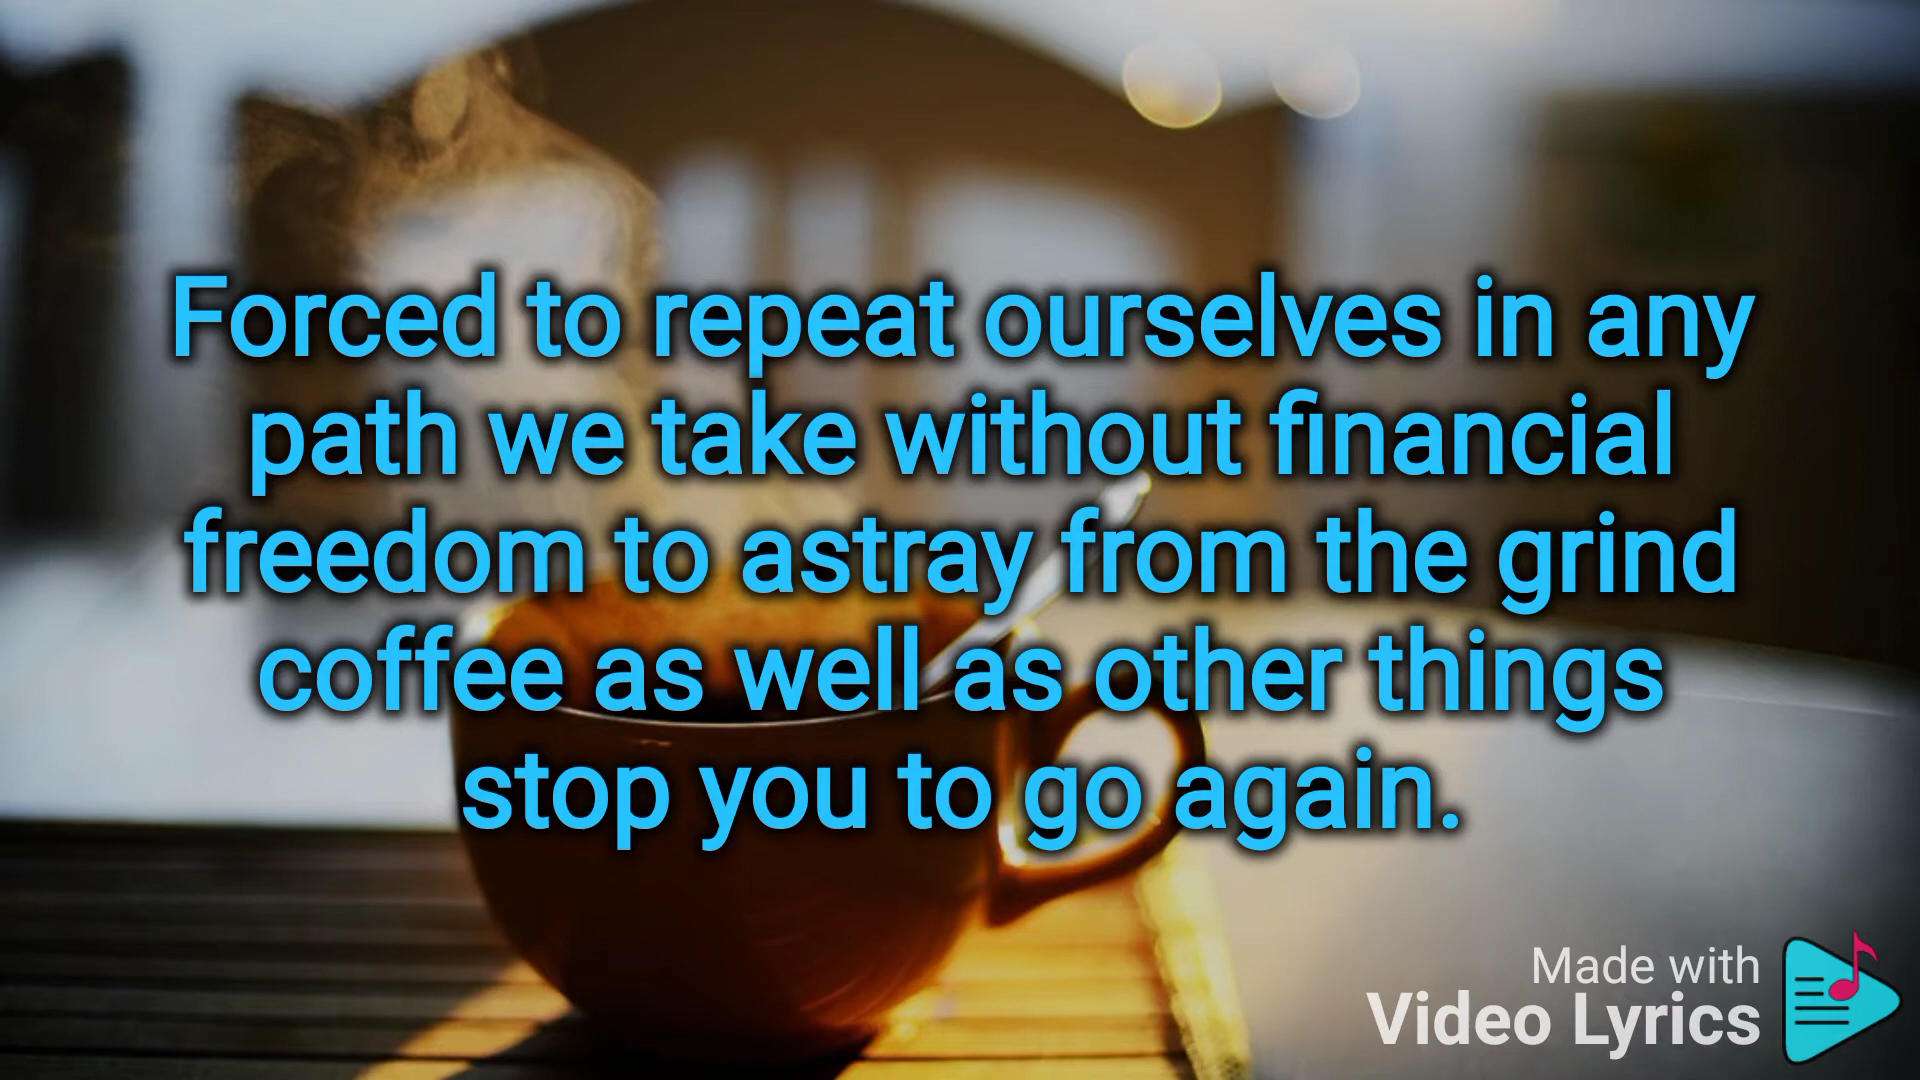 Forced to repeat ourselves in any
path we take without financial
freedom to astray from the grind
coffee as well as other things
stop you to go again.
Made with
Video Lyrics